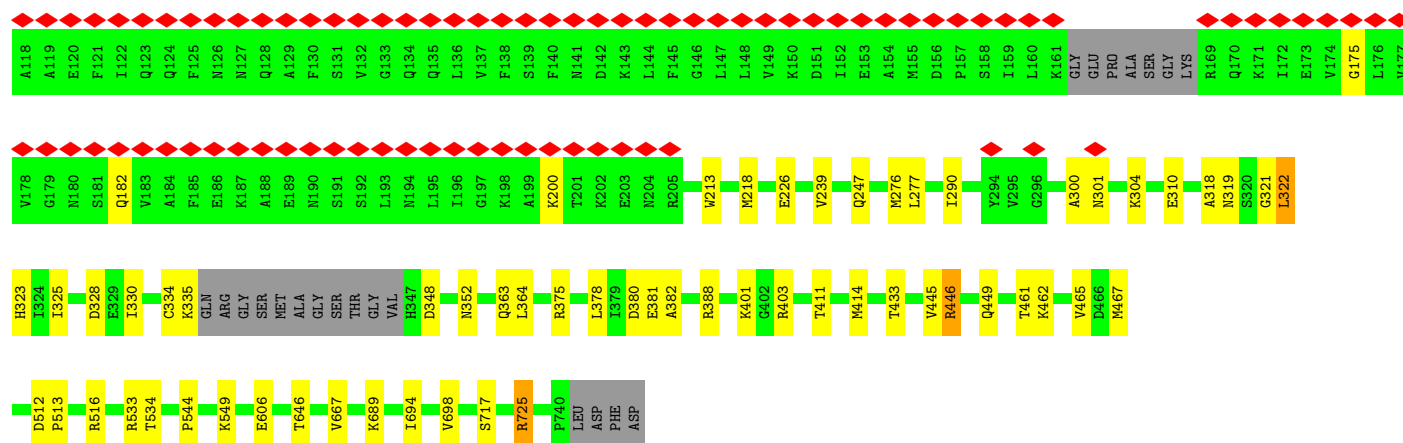 A118 A119 E120 F121 I122 Q123 Q124 F125 N126 N127 Q128 A129 F130 S131 V132 G133 Q134 Q135 L136 V137 F138 S139 F140 N141 D142 K143 L144 F145 G146 L147 L148 V149 K150 D151 I152 E153 A154 M155 D156 P157 S158 I159 L160 K161 GLY GLU PRO ALA SER GLY LYS R169 Q170 K171 I172 E173 V174 G175 L176 V177
V178 G179 N180 S181 Q182 V183 A184 F185 E186 K187 A188 E189 N190 S191 S192 L193 N194 L195 I196 G197 K198 A199 K200 T201 K202 E203 N204 R205 W213 M218 E226 V239 Q247 M276 L277 I290 Y294 V295 G296 A300 N301 K304 E310 A318 N319 S320 G321 L322
H323 I324 I325 D328 E329 I330 C334 K335 GLN ARG GLY SER MET ALA GLY SER THR GLY VAL H347 D348 N352 Q363 L364 R375 L378 I379 D380 E381 A382 R388 K401 G402 R403 T411 M414 T433 V445 R446 Q449 T461 K462 V465 D466 M467
D512 P513 R516 R533 T534 P544 K549 E606 T646 V667 K689 I694 V698 S717 R725 P740 LEU ASP PHE ASP